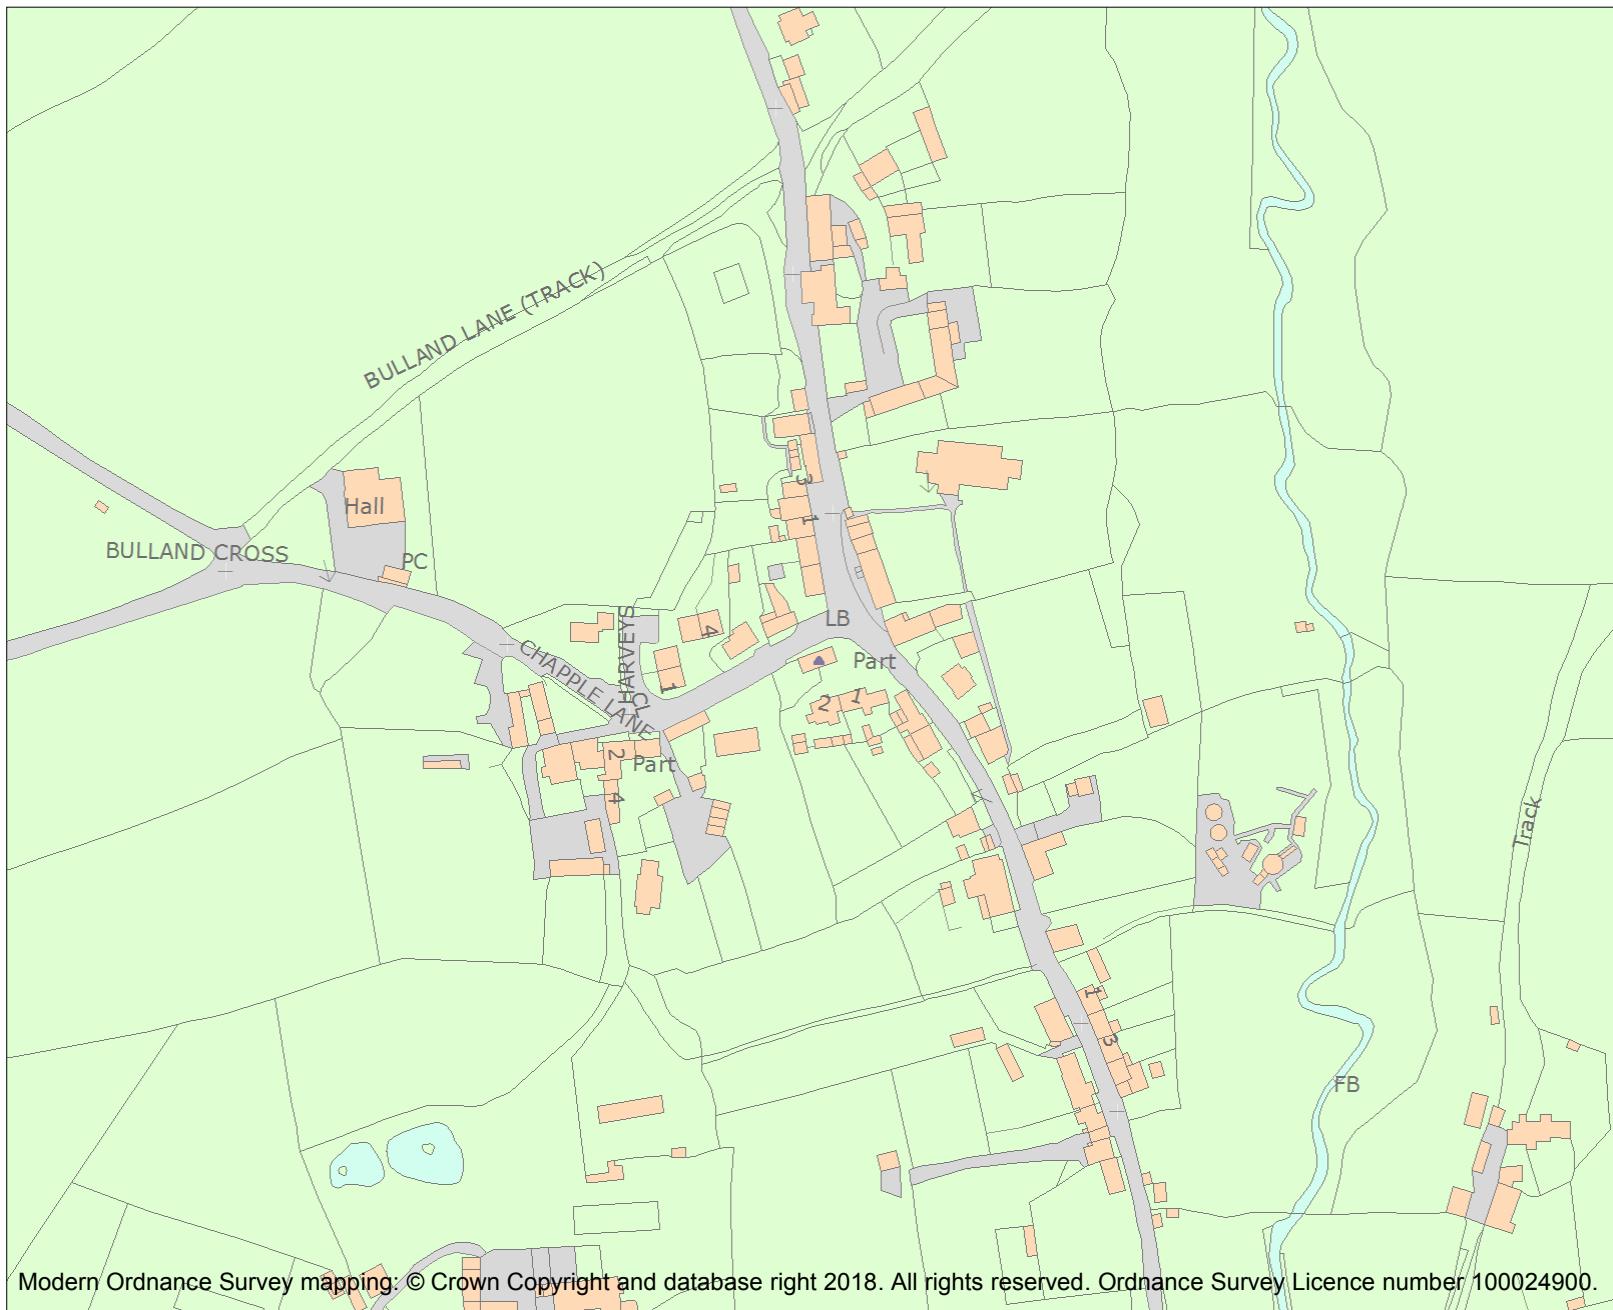 BULLAND LANE (TRACK)
Hall
3
1
BULLAND CROSS
PC
LB
HARVEYS
CL
4
CHAPPLE LANE
Part
1
2
1
2
Part
4
Track
1
3
FB
Modern Ordnance Survey mapping: © Crown Copyright and database right 2018. All rights reserved. Ordnance Survey Licence number 100024900.